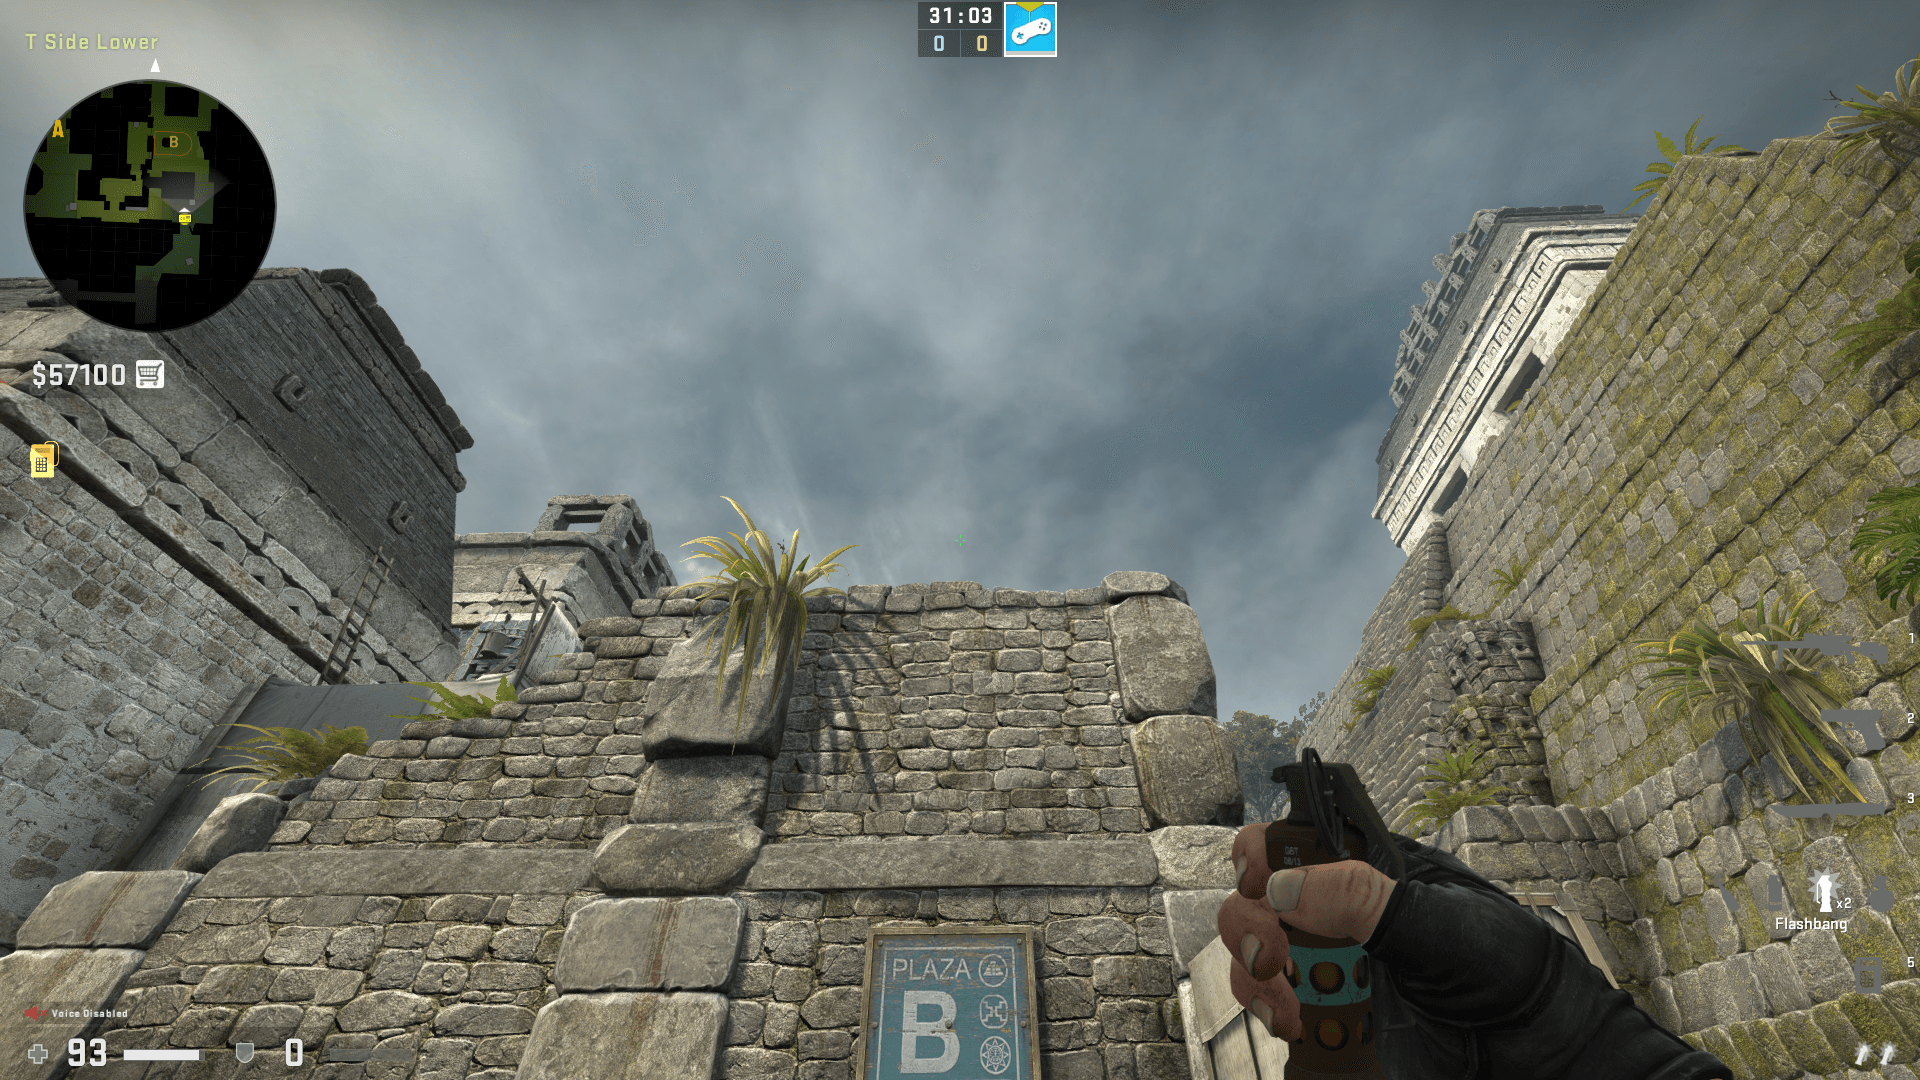 T Side Lower
31:03
0 0
A
B
$57100
1
2
3
x2
Flashbang
5
PLAZA
B
Voice Disabled
93
0